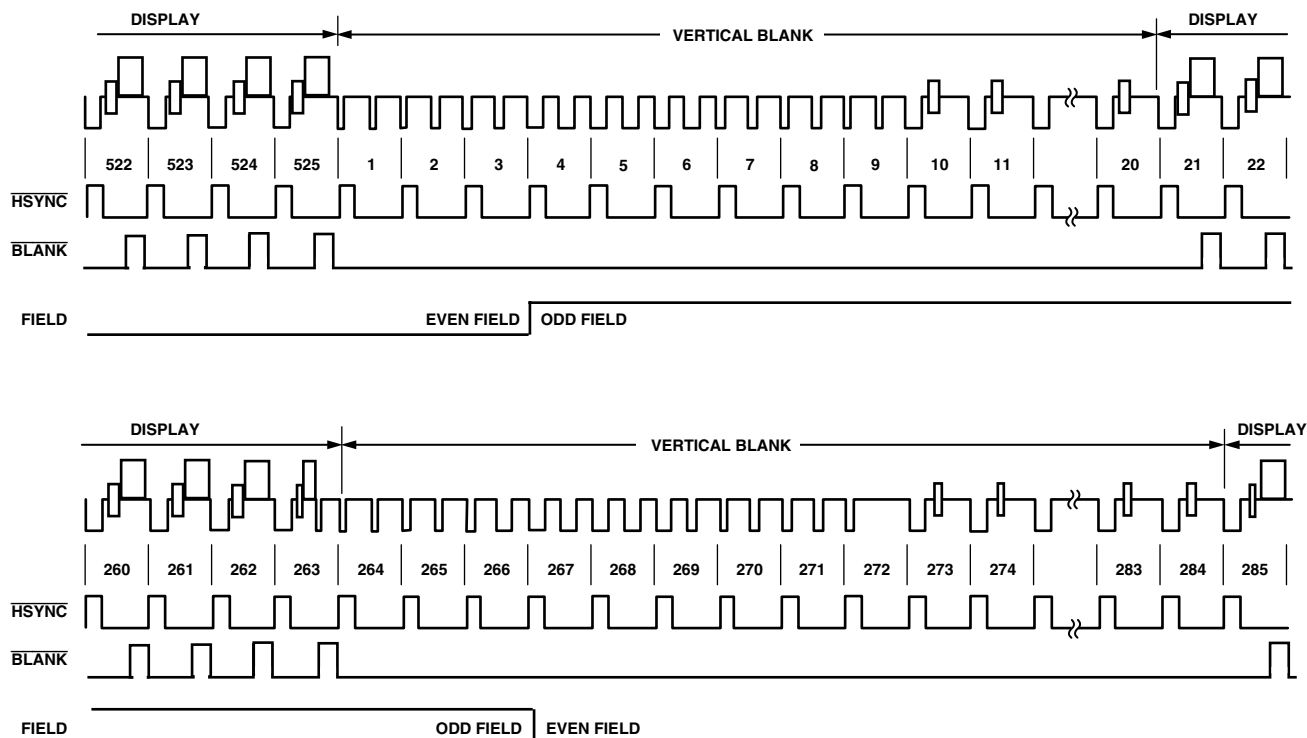 DISPLAY VERTICAL BLANK DISPLAY
522 523 524 525 1 2 3 4 5 6 7 8 9 10 11 20 21 22
HSYNC
BLANK
FIELD EVEN FIELD ODD FIELD
DISPLAY VERTICAL BLANK DISPLAY
260 261 262 263 264 265 266 267 268 269 270 271 272 273 274 283 284 285
HSYNC
BLANK
FIELD ODD FIELD EVEN FIELD